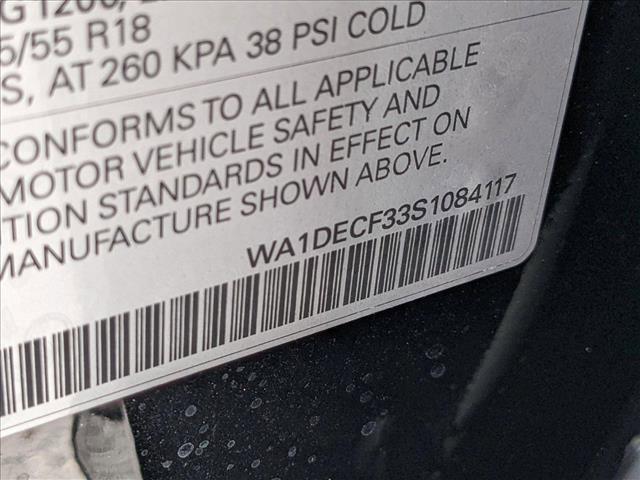 G 1200,
5/55 R18
S, AT 260 KPA 38 PSI COLD
CONFORMS TO ALL APPLICABLE
MOTOR VEHICLE SAFETY AND
TION STANDARDS IN EFFECT ON
MANUFACTURE SHOWN ABOVE.
WA1DECF33S1084117